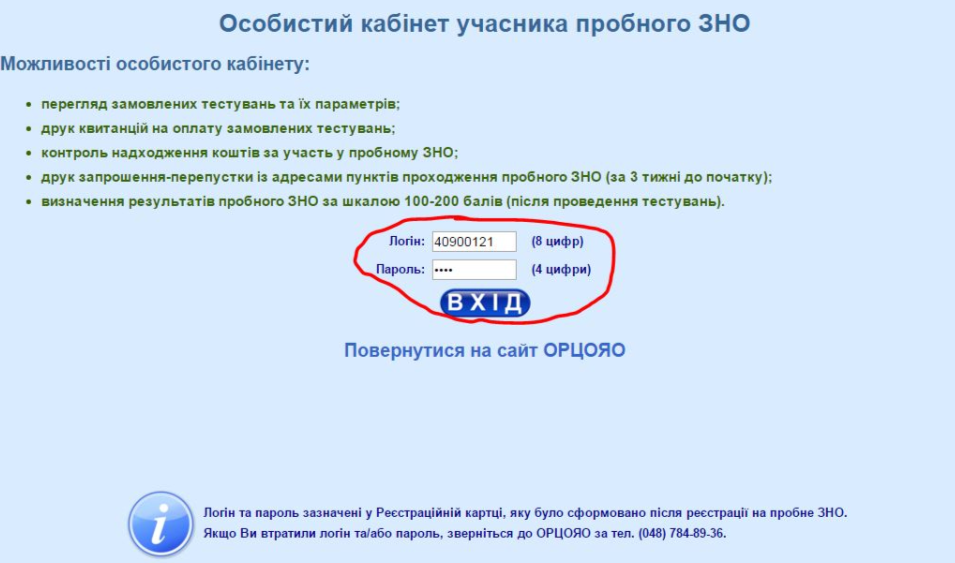 Особистий кабінет учасника пробного ЗНО
Можливості особистого кабінету:
• перегляд замовлених тестувань та їх параметрів;
• друк квитанцій на оплату замовлених тестувань;
• контроль надходження коштів за участь у пробному ЗНО;
• друк запрошення-перепустки із адресами пунктів проходження пробного ЗНО (за 3 тижні до початку);
• визначення результатів пробного ЗНО за шкалою 100-200 балів (після проведення тестувань).
Логін: 40900121 (8 цифр)
Пароль: •••• (4 цифри)
ВХІД
Повернутися на сайт ОРЦОЯО
i
Логін та пароль зазначені у Реєстраційній картці, яку було сформовано після реєстрації на пробне ЗНО.
Якщо Ви втратили логін та/або пароль, зверніться до ОРЦОЯО за тел. (048) 784-89-36.